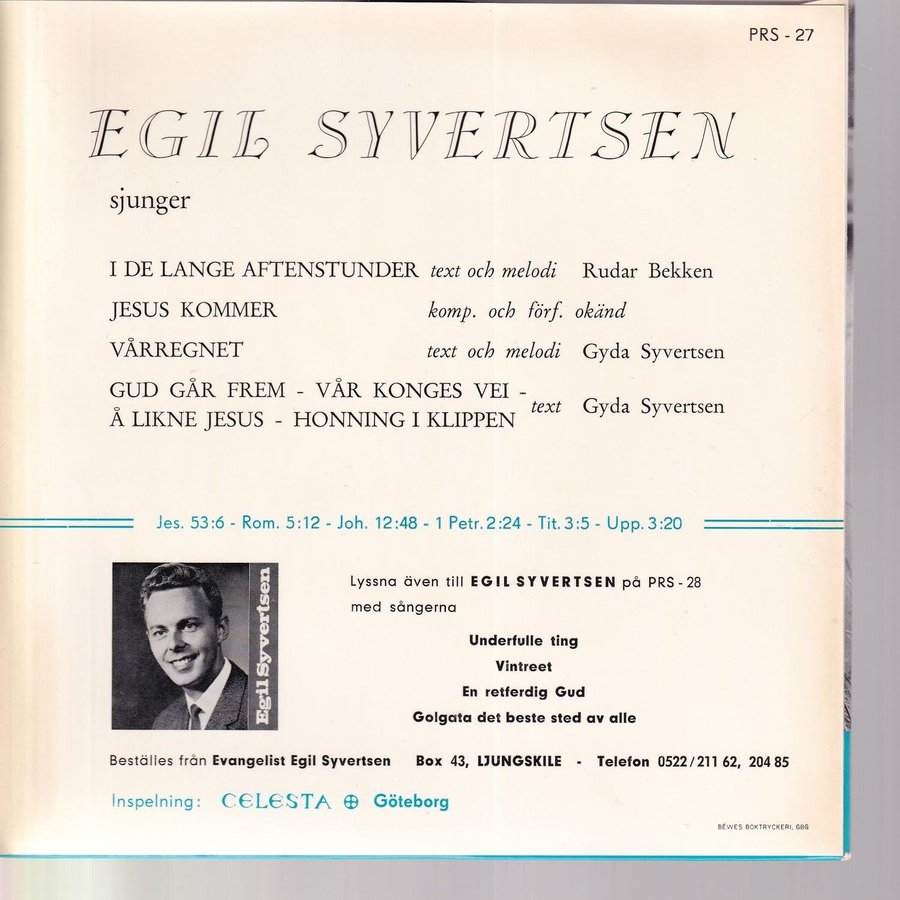 PRS - 27
EGIL SYVERTSEN
sjunger
I DE LANGE AFTENSTUNDER text och melodi Rudar Bekken
JESUS KOMMER komp. och förf. okänd
VÅRREGNET text och melodi Gyda Syvertsen
GUD GÅR FREM - VÅR KONGES VEI -
Å LIKNE JESUS - HONNING I KLIPPEN text Gyda Syvertsen
Jes. 53:6 - Rom. 5:12 - Joh. 12:48 - 1 Petr. 2:24 - Tit. 3:5 - Upp. 3:20
Egil Syvertsen
Lyssna även till EGIL SYVERTSEN på PRS - 28
med sångerna
Underfulle ting
Vintreet
En retferdig Gud
Golgata det beste sted av alle
Beställes från Evangelist Egil Syvertsen Box 43, LJUNGSKILE - Telefon 0522/211 62, 204 85
Inspelning: CELESTA Göteborg
BÉWES BOKTRYCKERI, GBG